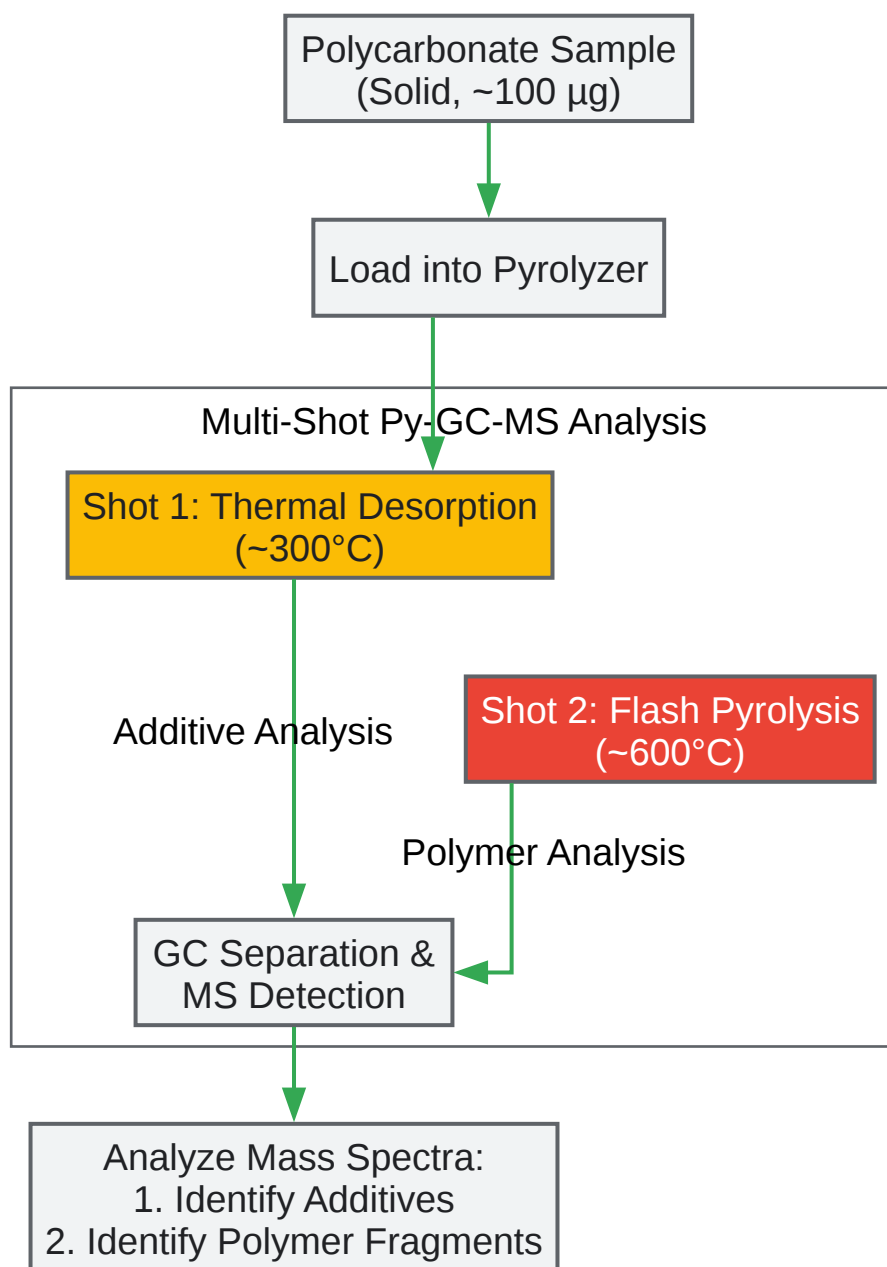 Polycarbonate Sample
(Solid, ~100 µg)
Load into Pyrolyzer
Multi-Shot Py-GC-MS Analysis
Shot 1: Thermal Desorption
(~300°C)
Additive Analysis
Shot 2: Flash Pyrolysis
(~600°C)
Polymer Analysis
GC Separation &
MS Detection
Analyze Mass Spectra:
1. Identify Additives
2. Identify Polymer Fragments